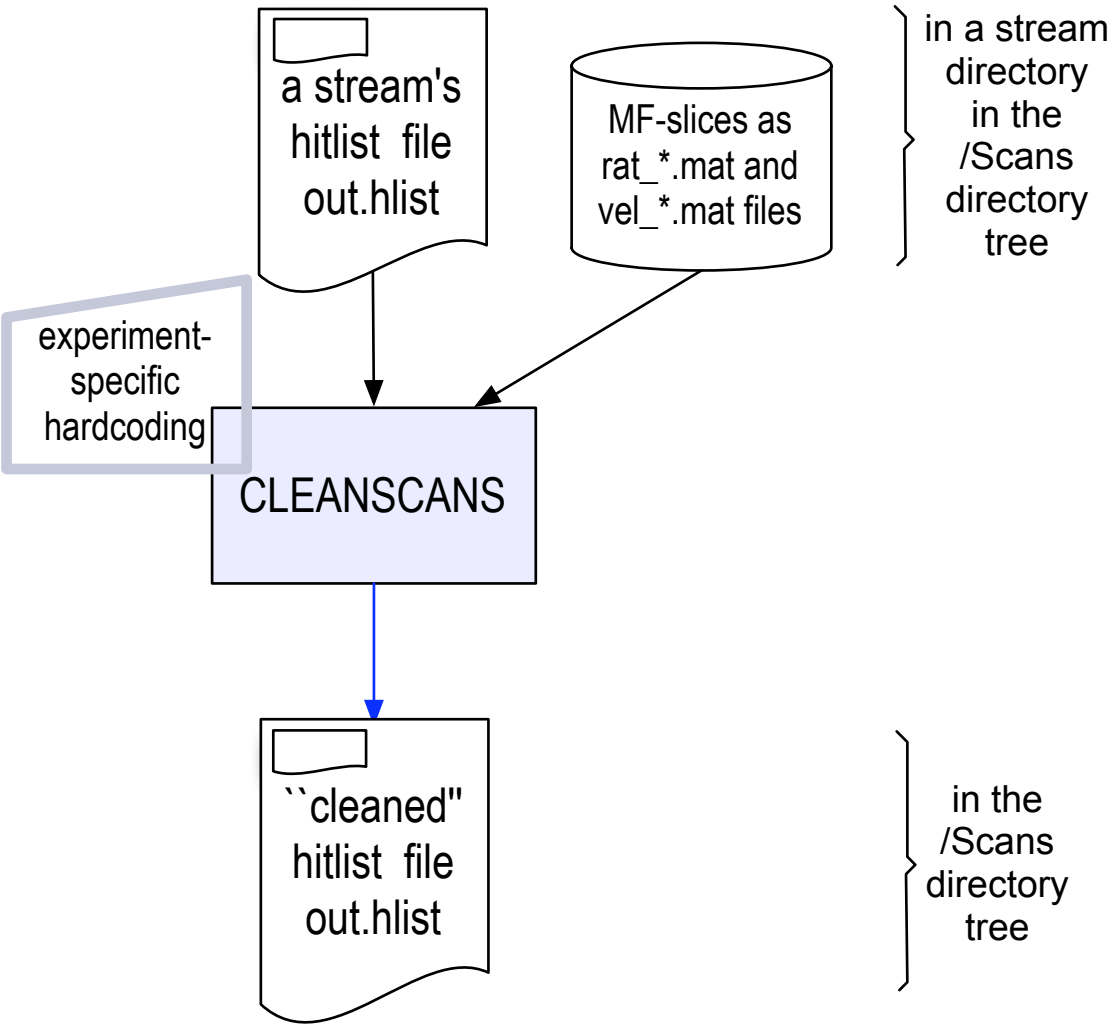 a stream's
hitlist file
out.hlist
MF-slices as
rat_*.mat and
vel_*.mat files
in a stream
directory
in the
/Scans
directory
tree
experiment-
specific
hardcoding
CLEANSCANS
``cleaned"
hitlist file
out.hlist
in the
/Scans
directory
tree